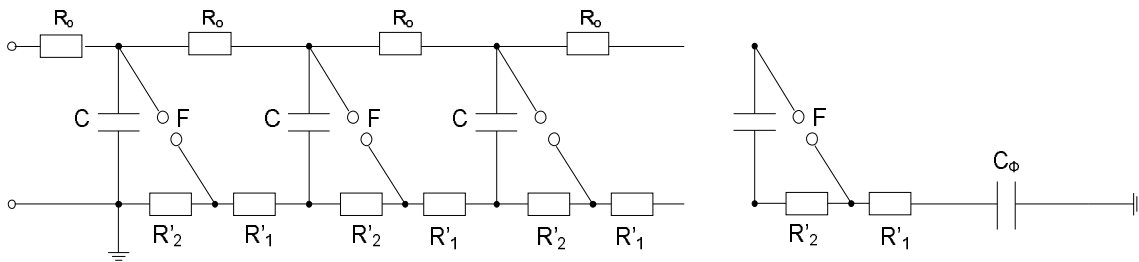 Rₒ Rₒ Rₒ Rₒ
C F C F C F
C_Φ
R'₂ R'₁ R'₂ R'₁ R'₂ R'₁ R'₂ R'₁